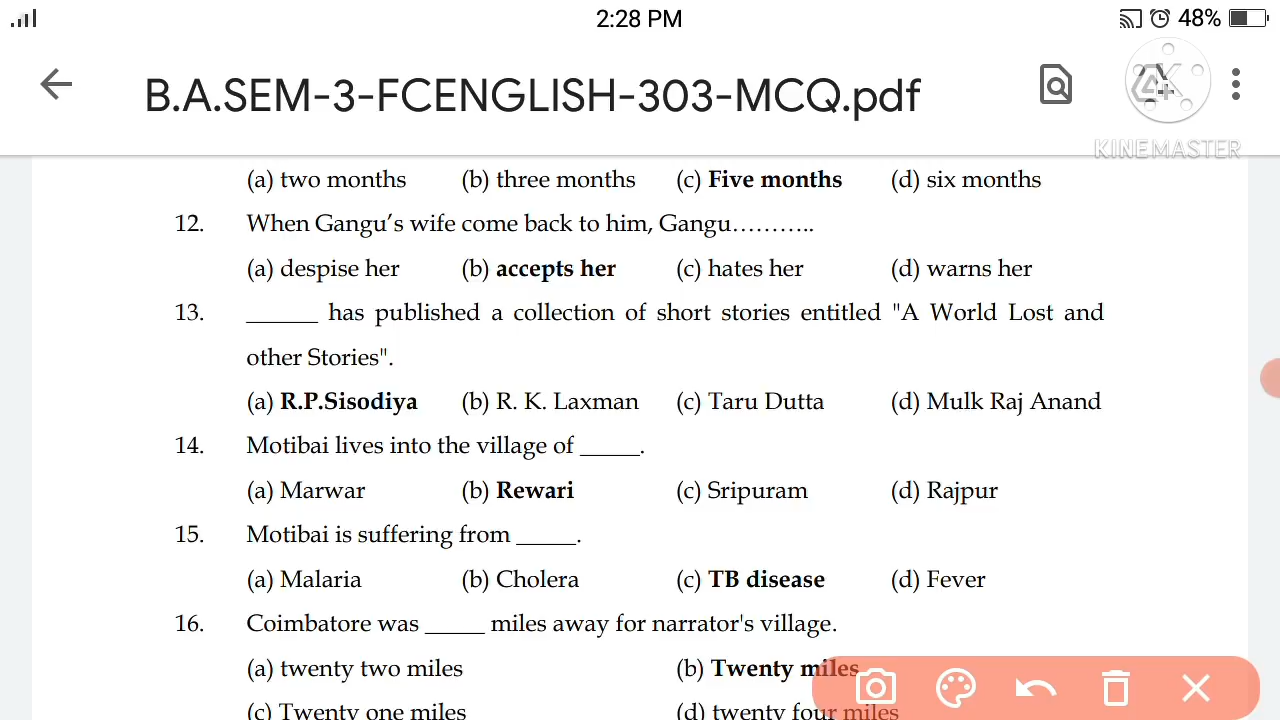 2:28 PM
48%
B.A.SEM-3-FCENGLISH-303-MCQ.pdf
KINEMASTER
(a) two months (b) three months (c) Five months (d) six months
12. When Gangu’s wife come back to him, Gangu………..
(a) despise her (b) accepts her (c) hates her (d) warns her
13. ______ has published a collection of short stories entitled "A World Lost and
other Stories".
(a) R.P.Sisodiya (b) R. K. Laxman (c) Taru Dutta (d) Mulk Raj Anand
14. Motibai lives into the village of _____.
(a) Marwar (b) Rewari (c) Sripuram (d) Rajpur
15. Motibai is suffering from _____.
(a) Malaria (b) Cholera (c) TB disease (d) Fever
16. Coimbatore was _____ miles away for narrator's village.
(a) twenty two miles (b) Twenty miles
(c) Twenty one miles (d) twenty four miles